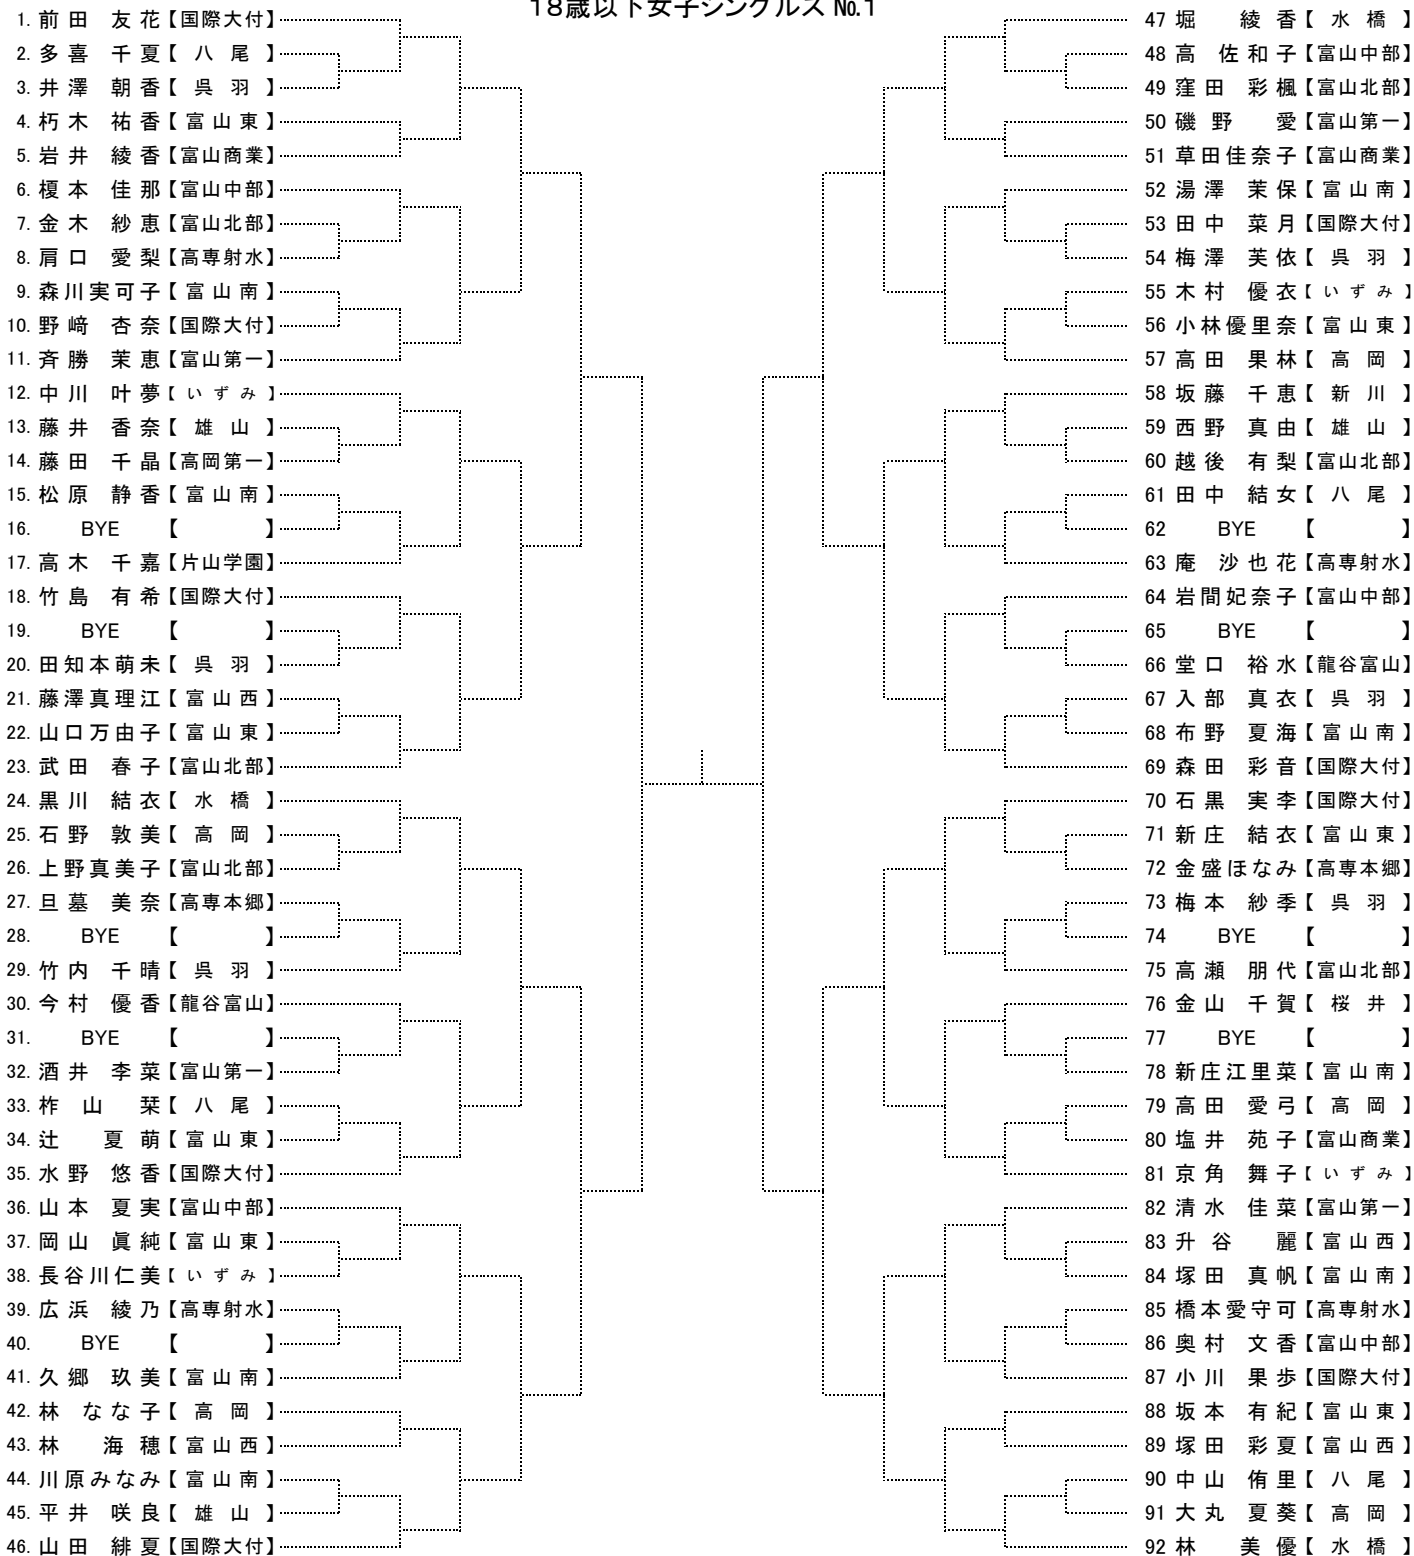 18歳以下女子シングルス №1
1. 前田 友花【国際大付】
2. 多喜 千夏【八尾】
3. 井澤 朝香【呉羽】
4. 朽木 祐香【富山東】
5. 岩井 綾香【富山商業】
6. 榎本 佳那【富山中部】
7. 金木 紗恵【富山北部】
8. 肩口 愛梨【高専射水】
9. 森川実可子【富山南】
10. 野﨑 杏奈【国際大付】
11. 斉勝 茉恵【富山第一】
12. 中川 叶夢【いずみ】
13. 藤井 香奈【雄山】
14. 藤田 千晶【高岡第一】
15. 松原 静香【富山南】
16. BYE 【 】
17. 高木 千嘉【片山学園】
18. 竹島 有希【国際大付】
19. BYE 【 】
20. 田知本萌未【呉羽】
21. 藤澤真理江【富山西】
22. 山口万由子【富山東】
23. 武田 春子【富山北部】
24. 黒川 結衣【水橋】
25. 石野 敦美【高岡】
26. 上野真美子【富山北部】
27. 旦墓 美奈【高専本郷】
28. BYE 【 】
29. 竹内 千晴【呉羽】
30. 今村 優香【龍谷富山】
31. BYE 【 】
32. 酒井 李菜【富山第一】
33. 柞山 栞【八尾】
34. 辻 夏萌【富山東】
35. 水野 悠香【国際大付】
36. 山本 夏実【富山中部】
37. 岡山 眞純【富山東】
38. 長谷川仁美【いずみ】
39. 広浜 綾乃【高専射水】
40. BYE 【 】
41. 久郷 玖美【富山南】
42. 林 なな子【高岡】
43. 林 海穂【富山西】
44. 川原みなみ【富山南】
45. 平井 咲良【雄山】
46. 山田 緋夏【国際大付】
47 堀 綾香【水橋】
48 高 佐和子【富山中部】
49 窪田 彩楓【富山北部】
50 磯野 愛【富山第一】
51 草田佳奈子【富山商業】
52 湯澤 茉保【富山南】
53 田中 菜月【国際大付】
54 梅澤 芙依【呉羽】
55 木村 優衣【いずみ】
56 小林優里奈【富山東】
57 高田 果林【高岡】
58 坂藤 千恵【新川】
59 西野 真由【雄山】
60 越後 有梨【富山北部】
61 田中 結女【八尾】
62 BYE 【 】
63 庵 沙也花【高専射水】
64 岩間妃奈子【富山中部】
65 BYE 【 】
66 堂口 裕水【龍谷富山】
67 入部 真衣【呉羽】
68 布野 夏海【富山南】
69 森田 彩音【国際大付】
70 石黒 実李【国際大付】
71 新庄 結衣【富山東】
72 金盛ほなみ【高専本郷】
73 梅本 紗季【呉羽】
74 BYE 【 】
75 高瀬 朋代【富山北部】
76 金山 千賀【桜井】
77 BYE 【 】
78 新庄江里菜【富山南】
79 高田 愛弓【高岡】
80 塩井 苑子【富山商業】
81 京角 舞子【いずみ】
82 清水 佳菜【富山第一】
83 升谷 麗【富山西】
84 塚田 真帆【富山南】
85 橋本愛守可【高専射水】
86 奥村 文香【富山中部】
87 小川 果歩【国際大付】
88 坂本 有紀【富山東】
89 塚田 彩夏【富山西】
90 中山 侑里【八尾】
91 大丸 夏葵【高岡】
92 林 美優【水橋】